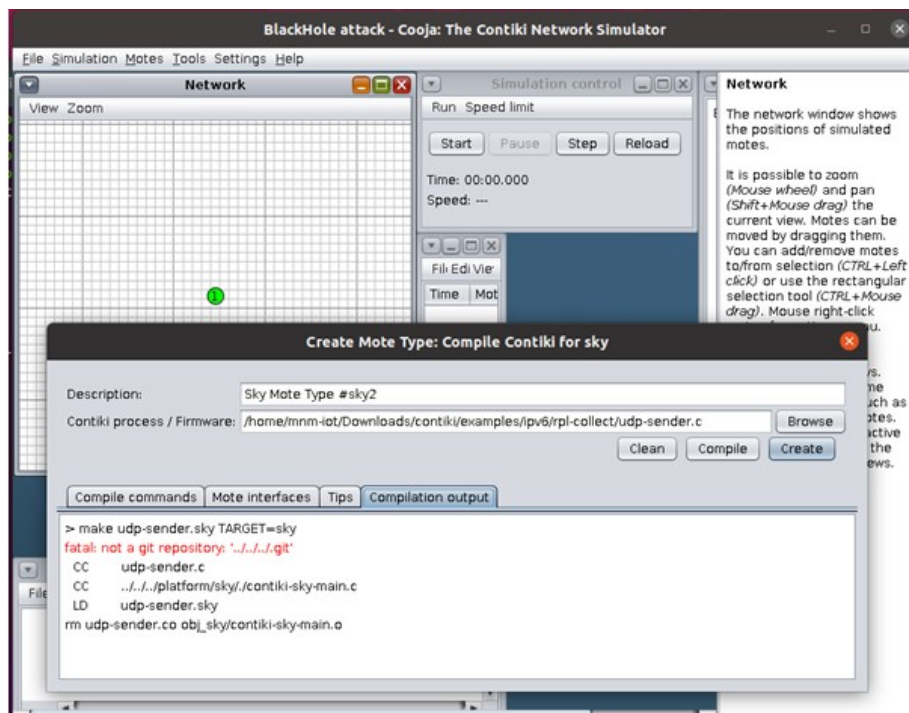 BlackHole attack - Cooja: The Contiki Network Simulator
File Simulation Motes Tools Settings Help
Network
View Zoom
1
Simulation control
Run Speed limit
Start Pause Step Reload
Time: 00:00.000
Speed: ---
Edi
Time Mot
Network
The network window shows
the positions of simulated
motes.
It is possible to zoom
(Mouse wheel) and pan
(Shift+Mouse drag) the
current view. Motes can be
moved by dragging them.
You can add/remove motes
to/from selection (CTRL+Left
click) or use the rectangular
selection tool (CTRL+Mouse
drag). Mouse right-click
Create Mote Type: Compile Contiki for sky
Description: Sky Mote Type #sky2
Contiki process / Firmware: /home/mnm-iot/Downloads/contiki/examples/ipv6/rpl-collect/udp-sender.c Browse
Clean Compile Create
Compile commands Mote interfaces Tips Compilation output
> make udp-sender.sky TARGET=sky
fatal: not a git repository: '../../../.git'
CC udp-sender.c
CC ../../../platform/sky/./contiki-sky-main.c
LD udp-sender.sky
rm udp-sender.co obj_sky/contiki-sky-main.o
File